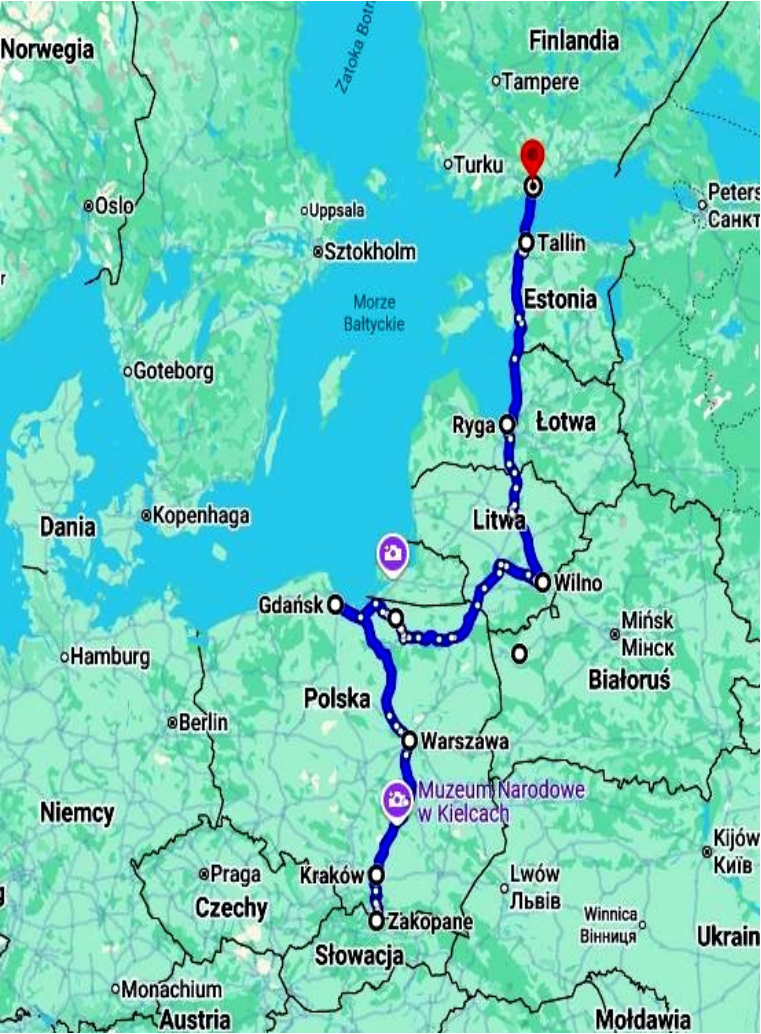 Zatoka Botn
Norwegia
Finlandia
Tampere
Turku
Oslo
Uppsala
Peters
Санкт
Sztokholm
Tallin
r
Morze
Bałtyckie
Estonia
Goteborg
Ryga
Łotwa
Dania
Kopenhaga
Litwa
Wilno
Gdańsk
Mińsk
Мінск
Hamburg
Białoruś
Polska
Berlin
Warszawa
Muzeum Narodowe
w Kielcach
Niemcy
Kijów
Київ
Praga
Kraków
Lwów
Львів
g
Czechy
Zakopane
Winnica
Вінниця
Ukrain
Słowacja
Monachium
Austria
Mołdawia